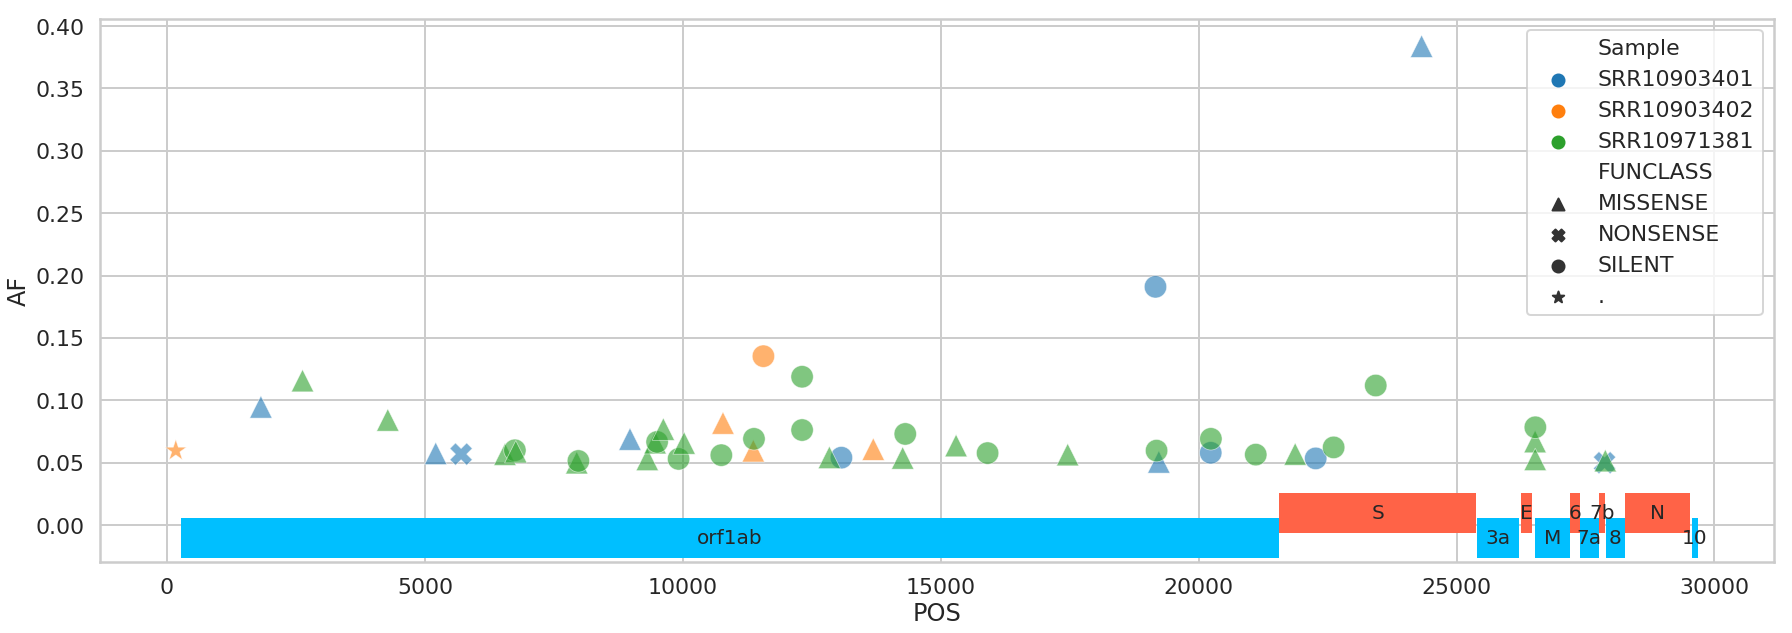 0.40
0.35
0.30
0.25
0.20
0.15
0.10
0.05
0.00
AF
Sample
SRR10903401
SRR10903402
SRR10971381
FUNCLASS
MISSENSE
NONSENSE
SILENT
.
S
E
6
7b
N
orf1ab
3a
M
7a
8
10
0
5000
10000
15000
20000
25000
30000
POS